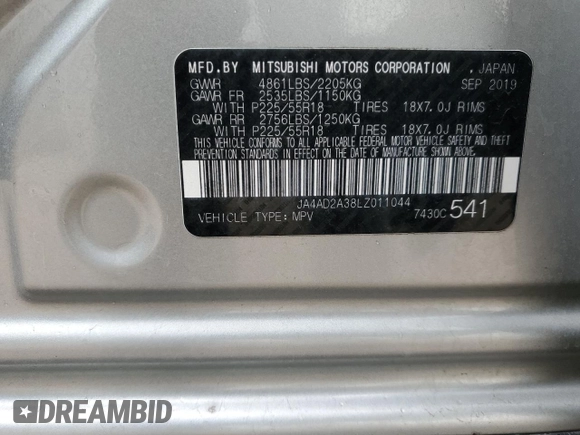 MFD. BY MITSUBISHI MOTORS CORPORATION , JAPAN
GVWR 4861LBS/2205KG SEP 2019
GAWR FR 2535LBS/1150KG
WITH P225/55R18 TIRES 18X7.0J RIMS
GAWR RR 2756LBS/1250KG
WITH P225/55R18 TIRES 18X7.0J RIMS
THIS VEHICLE CONFORMS TO ALL APPLICABLE FEDERAL MOTOR VEHICLE SAFETY, BUMPER AND THEFT
PREVENTION STANDARDS IN EFFECT ON THE DATE OF MANUFACTURE SHOWN ABOVE.
JA4AD2A38LZ011044
VEHICLE TYPE: MPV 7430C 541
DREAMBID